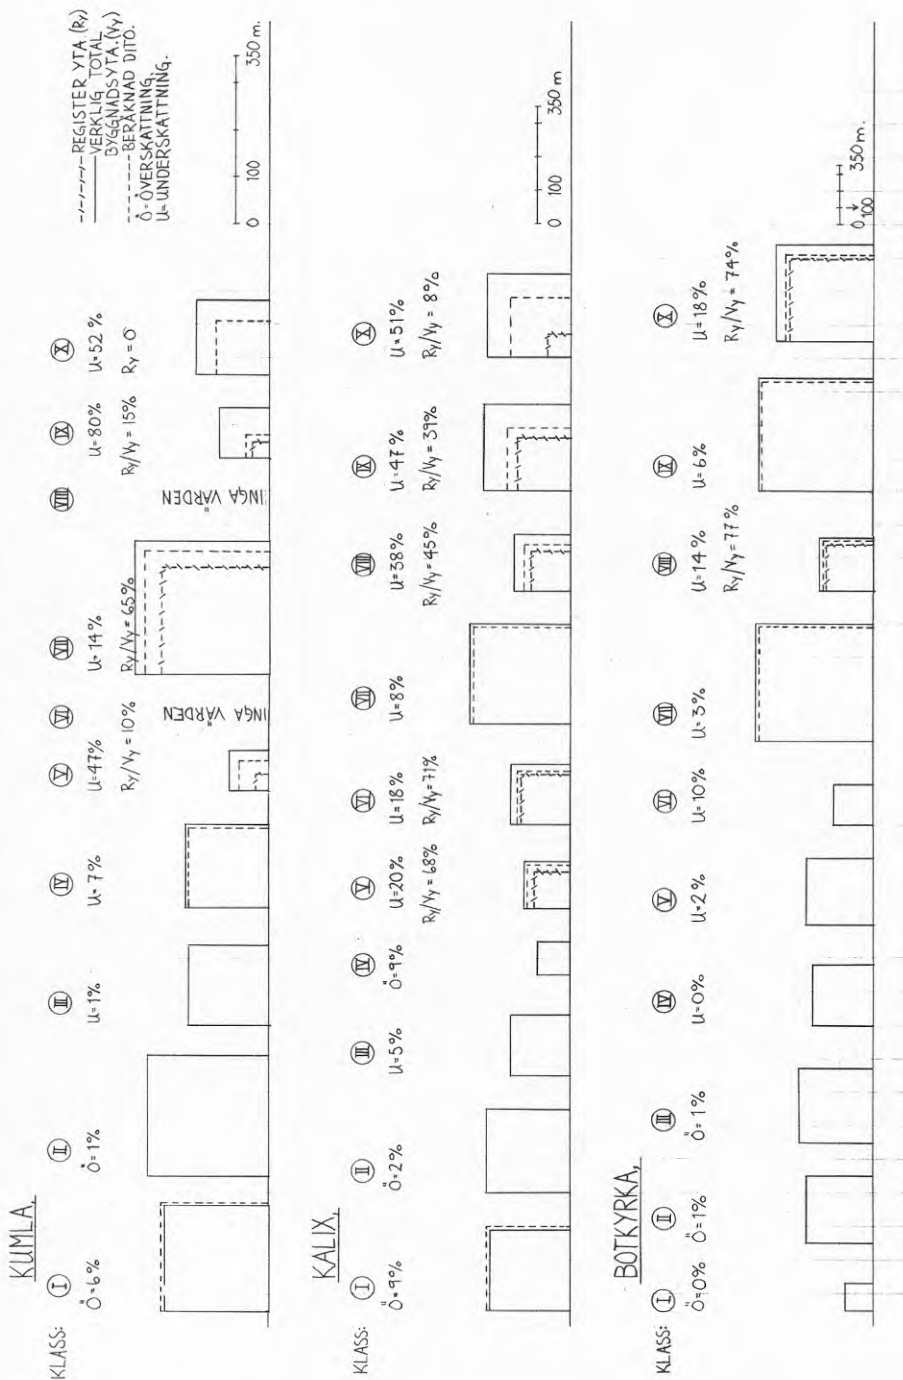 KUMLA,
KLASS: I II III IV V VI VII VIII IX X
Ö=6% Ö=1% U=1% U=7% U=47% U=14% U=80% U=52%
Ry/Vy=10% Ry/Vy=65% Ry/Vy=15% Ry=0
INGA VÄRDEN INGA VÄRDEN
-/-/-/- REGISTER YTA.(Ry)
VERKLIG TOTAL
BYGGNADSYTA.(Vy)
------ BERÄKNAD DITO.
Ö=ÖVERSKATTNING.
U=UNDERSKATTNING.
0 100 350 m.
KALIX,
KLASS: I II III IV V VI VII VIII IX X
Ö=9% Ö=2% U=5% Ö=9% U=20% U=18% U=8% U=38% U=47% U=51%
Ry/Vy=68% Ry/Vy=71% Ry/Vy=45% Ry/Vy=39% Ry/Vy=8%
0 100 350 m
BOTKYRKA,
KLASS: I II III IV V VI VII VIII IX X
Ö=0% Ö=1% Ö=1% U=0% U=2% U=10% U=3% U=14% U=6% U=18%
Ry/Vy=77% Ry/Vy=74%
0 100 350 m.